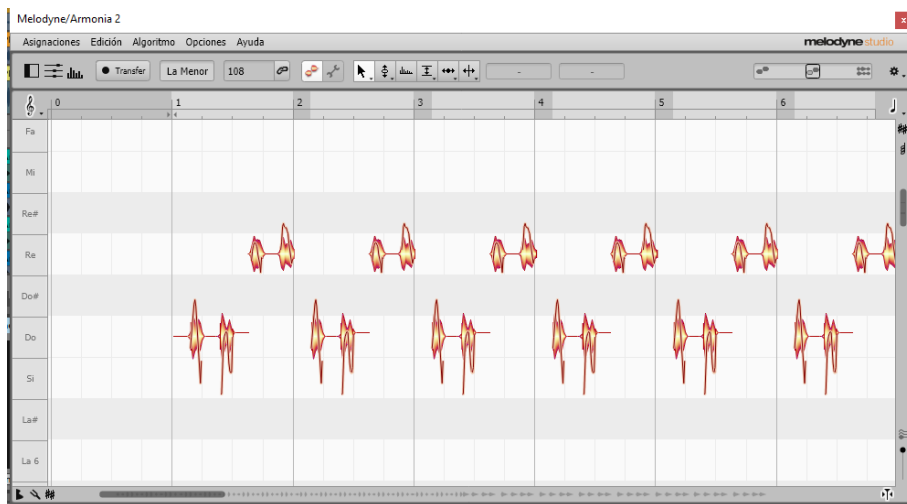 Melodyne/Armonia 2
x
Asignaciones Edición Algoritmo Opciones Ayuda
melodyne studio
Transfer La Menor 108 - -
0 1 2 3 4 5 6
Fa
Mi
Re#
Re
Do#
Do
Si
La#
La 6